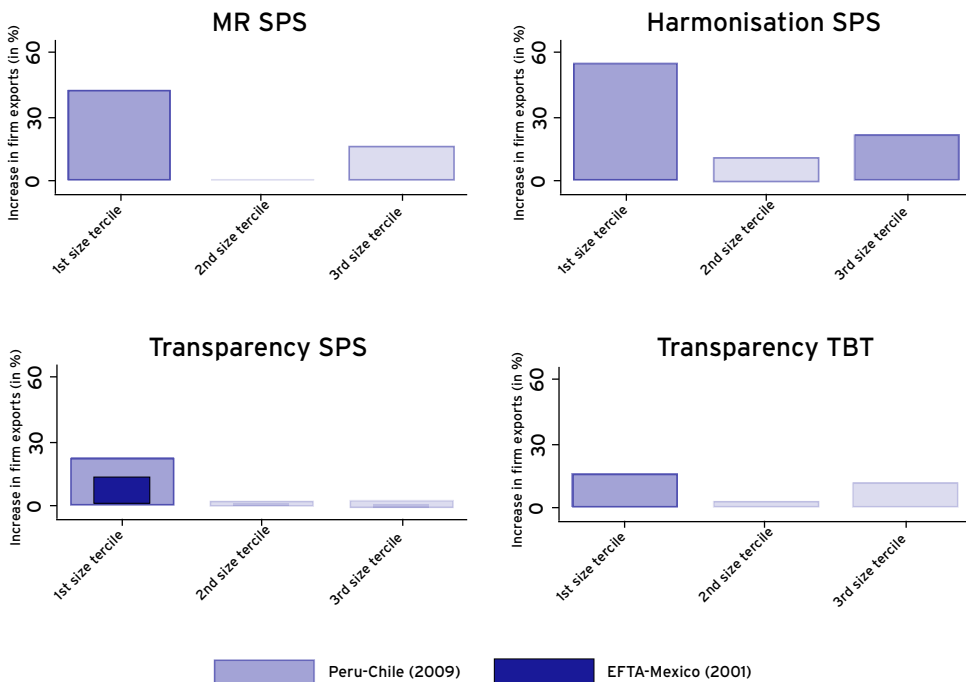 MR SPS
Increase in firm exports (in %)
60
30
0
1st size tercile
2nd size tercile
3rd size tercile
Harmonisation SPS
Increase in firm exports (in %)
60
30
0
1st size tercile
2nd size tercile
3rd size tercile
Transparency SPS
Increase in firm exports (in %)
60
30
0
1st size tercile
2nd size tercile
3rd size tercile
Transparency TBT
Increase in firm exports (in %)
60
30
0
1st size tercile
2nd size tercile
3rd size tercile
Peru-Chile (2009)
EFTA-Mexico (2001)